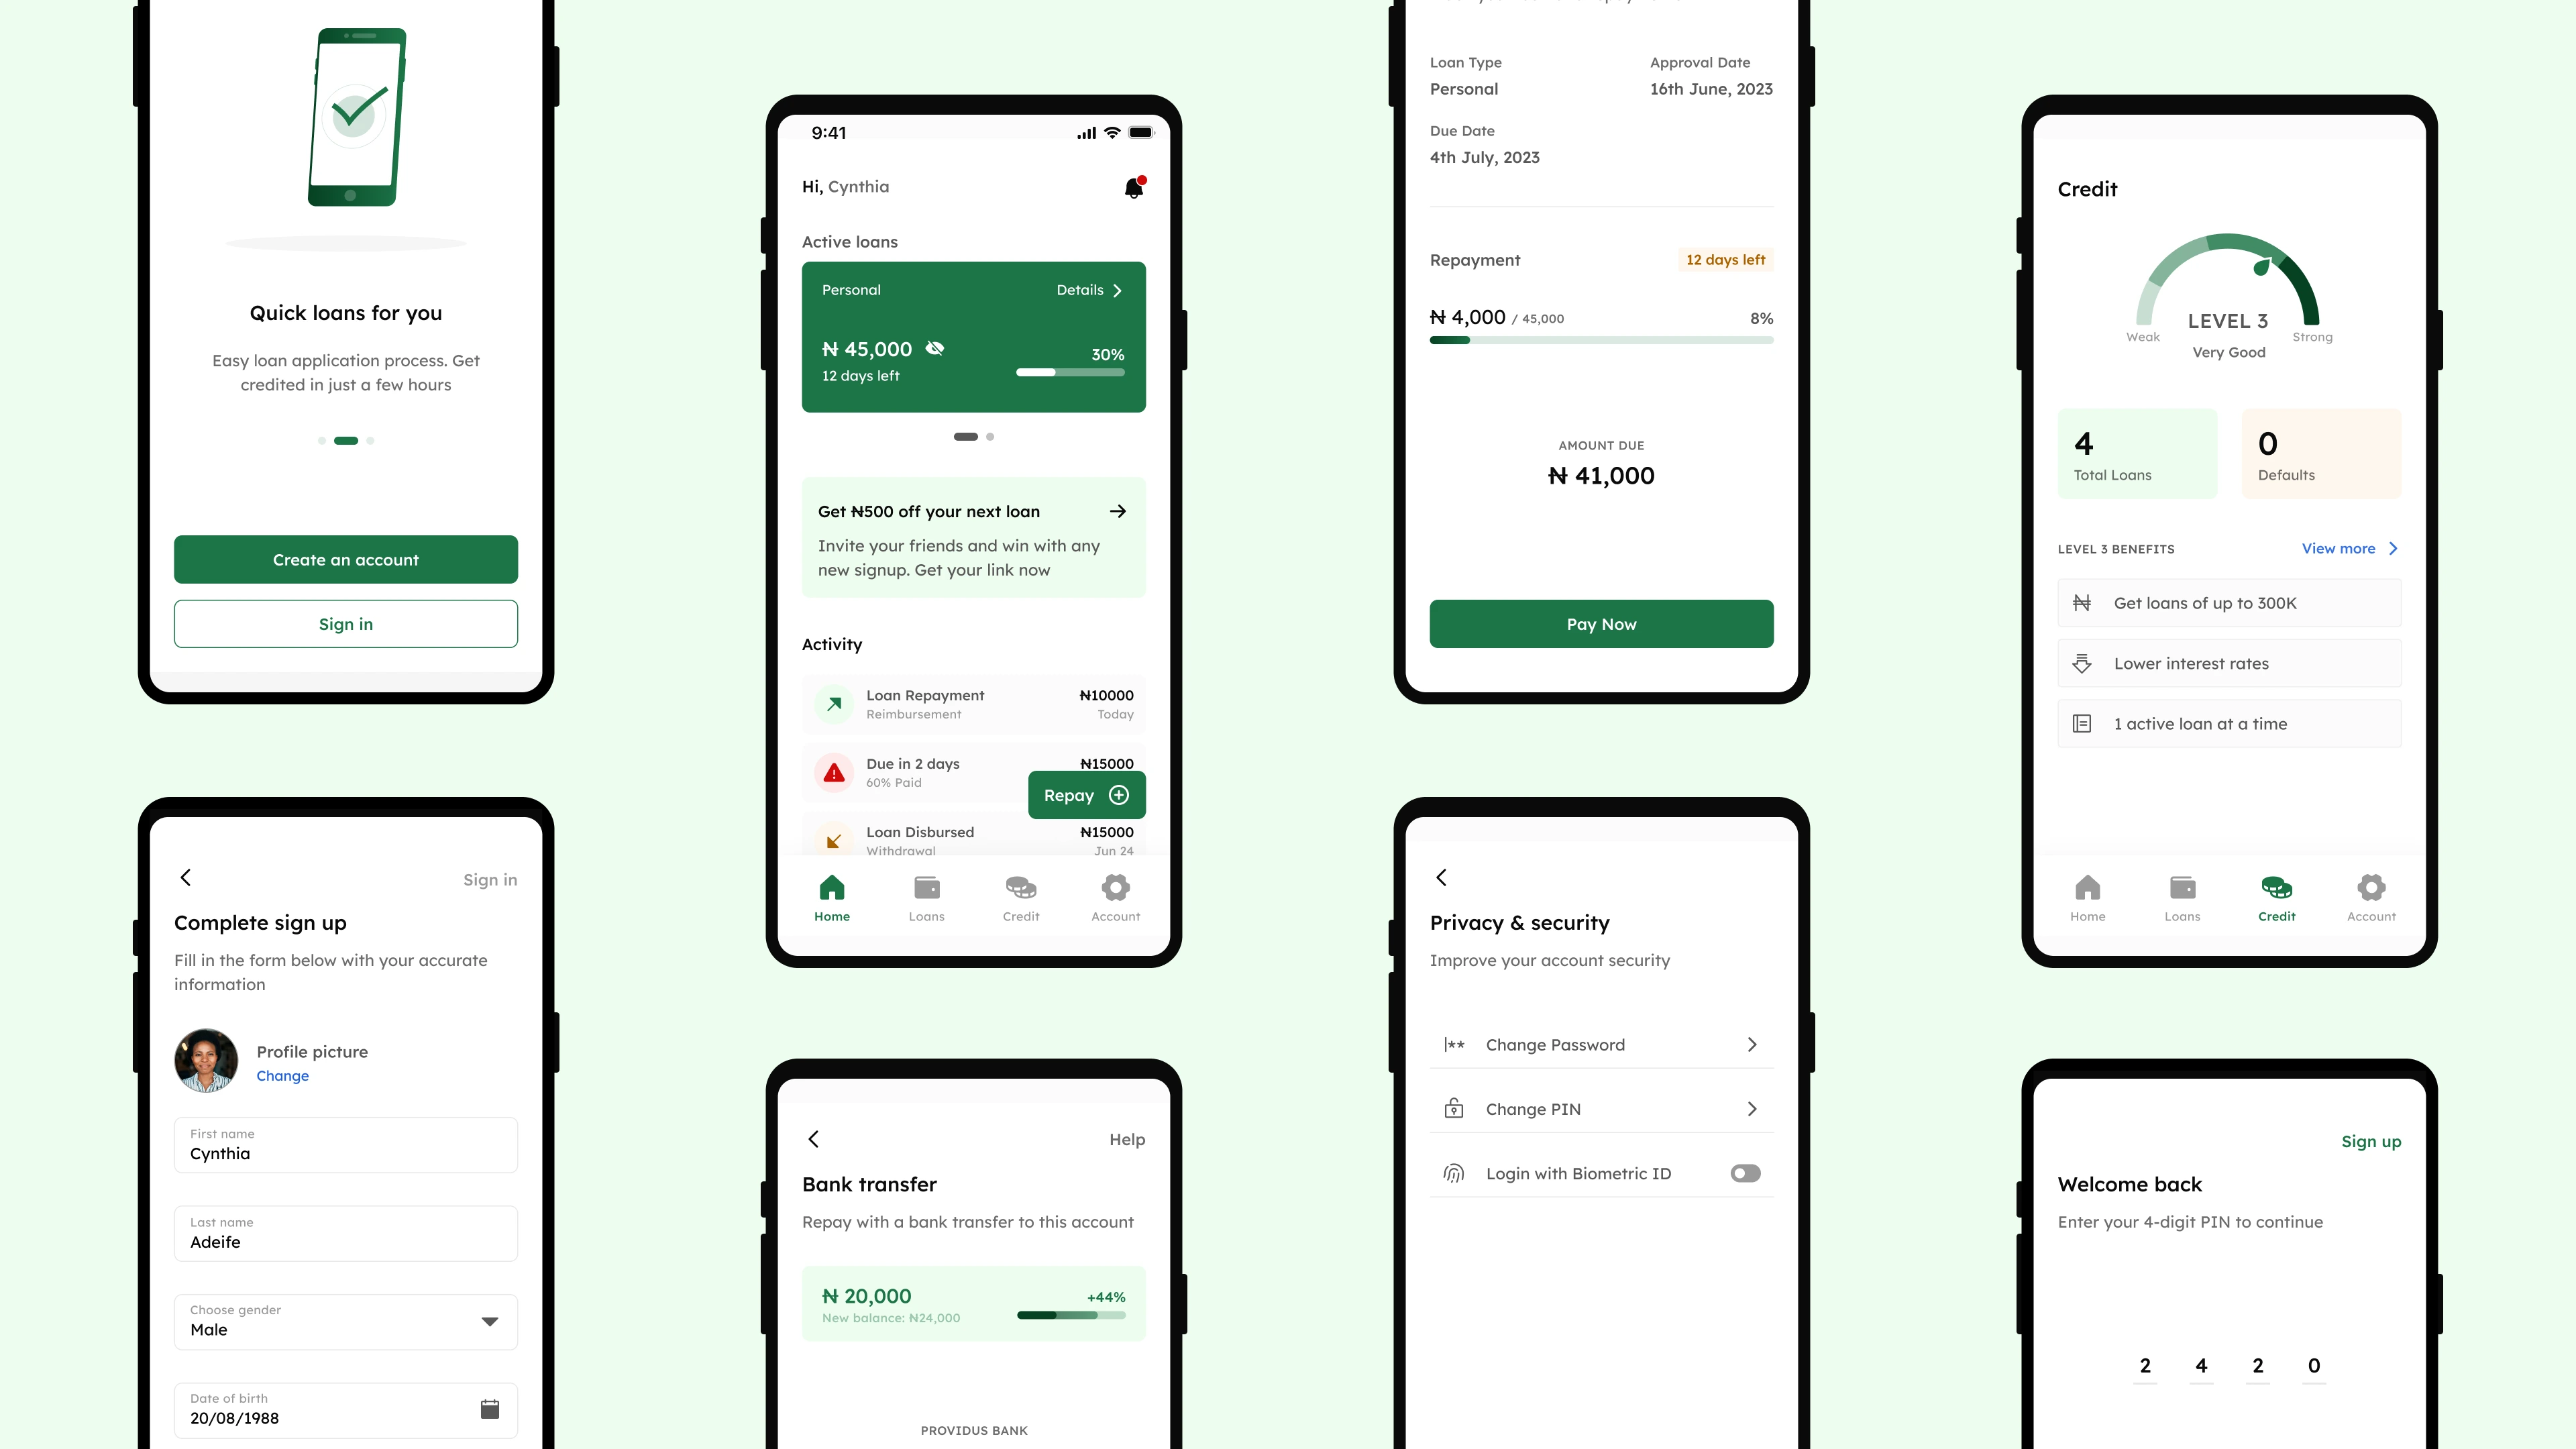 Quick loans for you
Easy loan application process. Get
credited in just a few hours
Create an account
Sign in
Sign in
Complete sign up
Fill in the form below with your accurate
information
Profile picture
Change
First name
Cynthia
Last name
Adeife
Choose gender
Male
Date of birth
20/08/1988
9:41
Hi, Cynthia
Active loans
Personal
Details
₦ 45,000
30%
12 days left
Get ₦500 off your next loan
Invite your friends and win with any
new signup. Get your link now
Activity
Loan Repayment
₦10000
Reimbursement
Today
Due in 2 days
₦15000
60% Paid
Repay
Loan Disbursed
₦15000
Withdrawal
Jun 24
Home
Loans
Credit
Account
Help
Bank transfer
Repay with a bank transfer to this account
₦ 20,000
+44%
New balance: ₦24,000
PROVIDUS BANK
Loan Type
Approval Date
Personal
16th June, 2023
Due Date
4th July, 2023
Repayment
12 days left
₦ 4,000 / 45,000
8%
AMOUNT DUE
₦ 41,000
Pay Now
Privacy & security
Improve your account security
|**
Change Password
Change PIN
Login with Biometric ID
Credit
LEVEL 3
Weak
Strong
Very Good
4
Total Loans
0
Defaults
LEVEL 3 BENEFITS
View more
Get loans of up to 300K
Lower interest rates
1 active loan at a time
Home
Loans
Credit
Account
Sign up
Welcome back
Enter your 4-digit PIN to continue
2 4 2 0